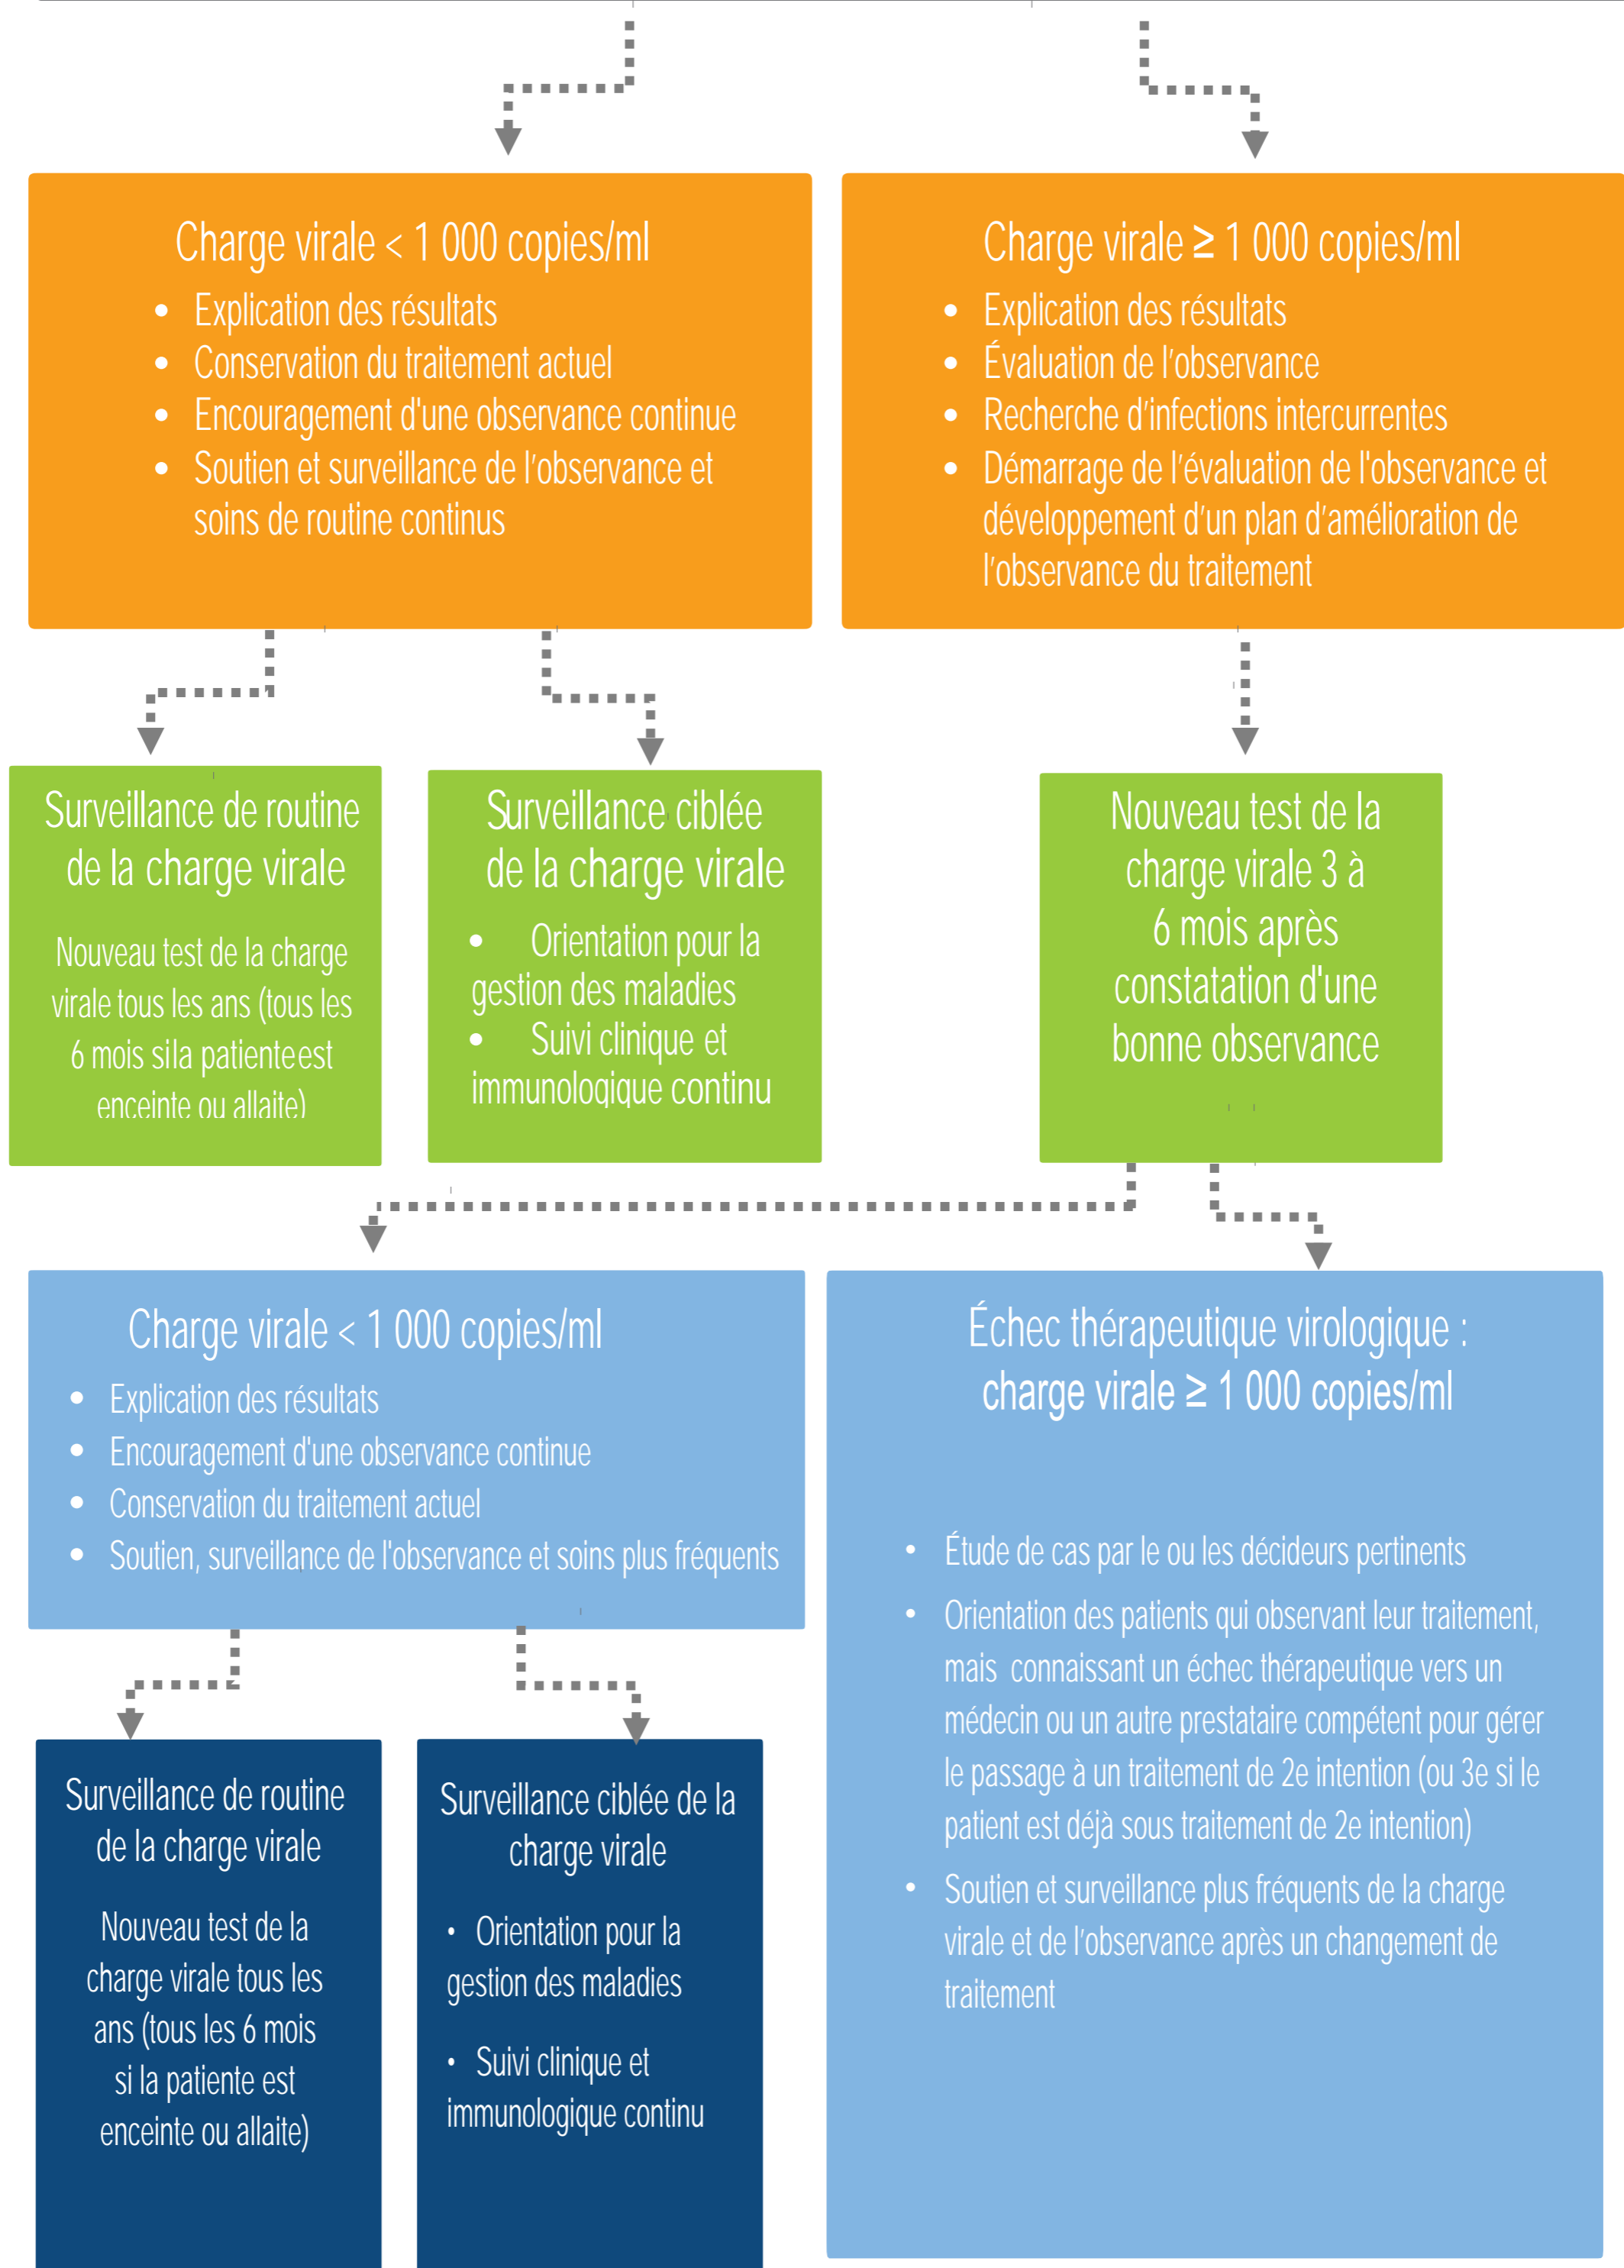 Charge virale < 1 000 copies/ml
• Explication des résultats
• Conservation du traitement actuel
• Encouragement d'une observance continue
• Soutien et surveillance de l'observance et
soins de routine continus
Charge virale ≥ 1 000 copies/ml
• Explication des résultats
• Évaluation de l'observance
• Recherche d'infections intercurrentes
• Démarrage de l'évaluation de l'observance et
développement d'un plan d'amélioration de
l'observance du traitement
Surveillance de routine
de la charge virale
Nouveau test de la charge
virale tous les ans (tous les
6 mois si la patiente est
enceinte ou allaite)
Surveillance ciblée
de la charge virale
• Orientation pour la
gestion des maladies
• Suivi clinique et
immunologique continu
Nouveau test de la
charge virale 3 à
6 mois après
constatation d'une
bonne observance
Charge virale < 1 000 copies/ml
• Explication des résultats
• Encouragement d'une observance continue
• Conservation du traitement actuel
• Soutien, surveillance de l'observance et soins plus fréquents
Échec thérapeutique virologique :
charge virale ≥ 1 000 copies/ml
• Étude de cas par le ou les décideurs pertinents
• Orientation des patients qui observant leur traitement,
mais connaissant un échec thérapeutique vers un
médecin ou un autre prestataire compétent pour gérer
le passage à un traitement de 2e intention (ou 3e si le
patient est déjà sous traitement de 2e intention)
• Soutien et surveillance plus fréquents de la charge
virale et de l'observance après un changement de
traitement
Surveillance de routine
de la charge virale
Nouveau test de la
charge virale tous les
ans (tous les 6 mois
si la patiente est
enceinte ou allaite)
Surveillance ciblée de la
charge virale
• Orientation pour la
gestion des maladies
• Suivi clinique et
immunologique continu